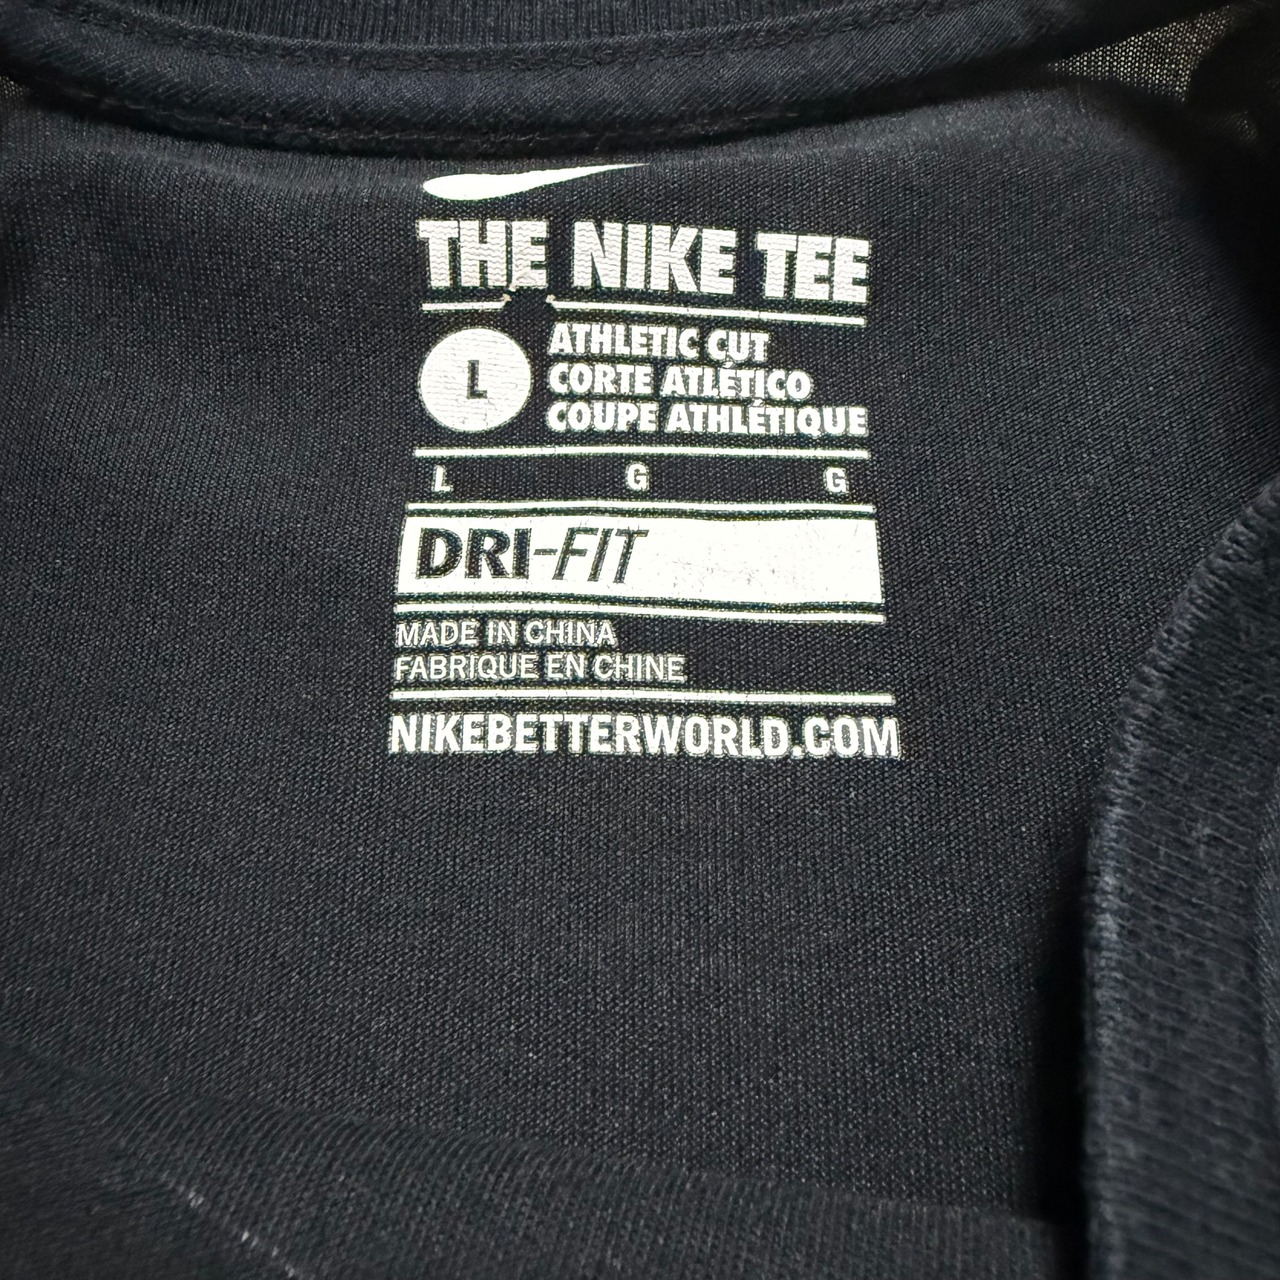 THE NIKE TEE
L
ATHLETIC CUT
CORTE ATLÉTICO
COUPE ATHLÉTIQUE
L G G
DRI-FIT
MADE IN CHINA
FABRIQUE EN CHINE
NIKEBETTERWORLD.COM